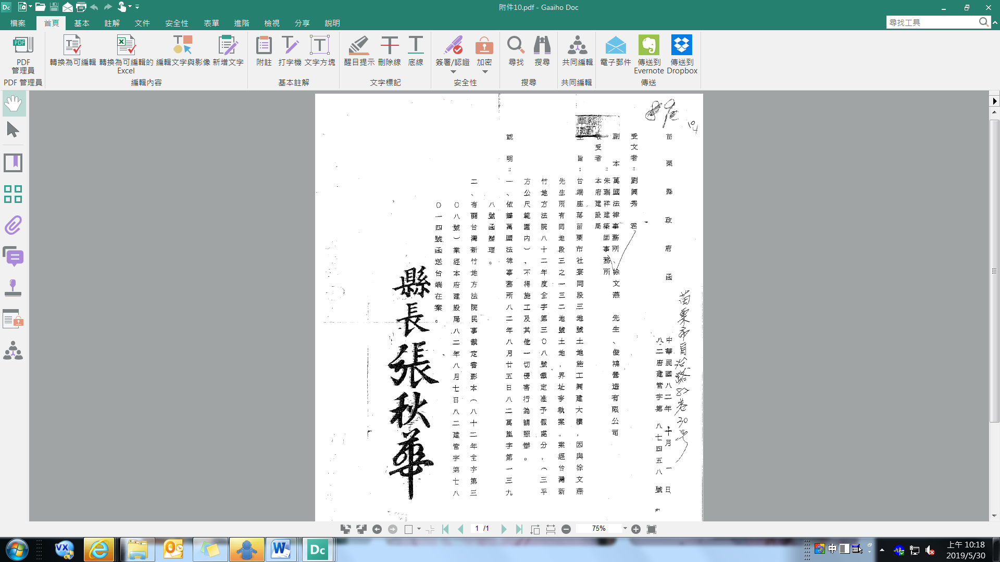 附件10.pdf - Gaaiho Doc
檔案 首頁 基本 註解 文件 安全性 表單 進階 檢視 分享 說明
尋找工具
PDF 管理員
轉換為可編輯
轉換為可編輯的 Excel
編輯文字與影像
新增文字
附註
打字機
文字方塊
醒目提示
刪除線
底線
簽署/認證
加密
尋找
搜尋
共同編輯
電子郵件
傳送到 Evernote
傳送到 Dropbox
PDF 管理員 編輯內容 基本註解 文字標記 安全性 搜尋 共同編輯 傳送
苗栗縣政府函
中華民國八二年十月一日
八二府建管字第八七四五八號
苗栗市自治路82巷30号
受文者：劉興秀 君
副本 萬國法律事務所、徐文燕 先生、俊鴻營造有限公司
收受者：朱瑞祥建築師事務所
本府建設局
主旨：台端座落苗栗市社寮岡段三地號土地施工興建大樓，因與徐文燕
先生所有同地段三之一三二地號土地，界址爭執案，案經台灣新
竹地方法院八十二年度全字第三０八號裁定准予假處分，（三平
方公尺範圍內），不得施工及其他一切侵害行為請照辦。
說明：一、依據萬國法律事務所八二年八月廿五日八二萬嵐字第一三九
八號函辦理。
二、有關台灣新竹地方法院民事裁定書影本（八十二年全字第三
０八號）業經本府建設局八二年八月七日八二建管字第七八
０一四號函送台端在案。
縣長張秋華
1 /1
75%
Dc
中
上午 10:18
2019/5/30